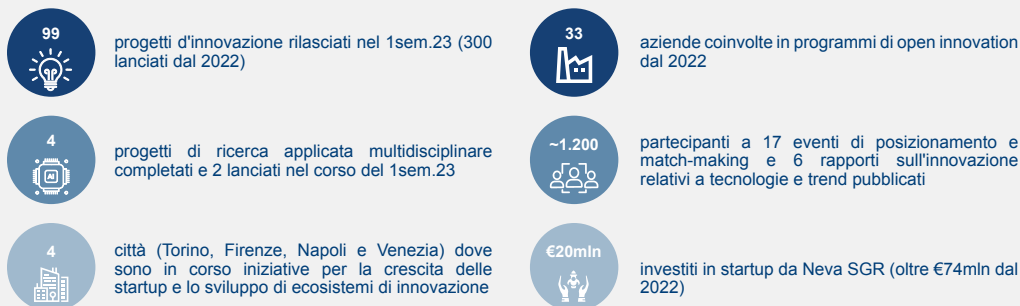 99
progetti d'innovazione rilasciati nel 1sem.23 (300
lanciati dal 2022)
33
aziende coinvolte in programmi di open innovation
dal 2022
4
AI
progetti di ricerca applicata multidisciplinare
completati e 2 lanciati nel corso del 1sem.23
~1.200
partecipanti a 17 eventi di posizionamento e
match-making e 6 rapporti sull'innovazione
relativi a tecnologie e trend pubblicati
4
città (Torino, Firenze, Napoli e Venezia) dove
sono in corso iniziative per la crescita delle
startup e lo sviluppo di ecosistemi di innovazione
€20mln
investiti in startup da Neva SGR (oltre €74mln dal
2022)